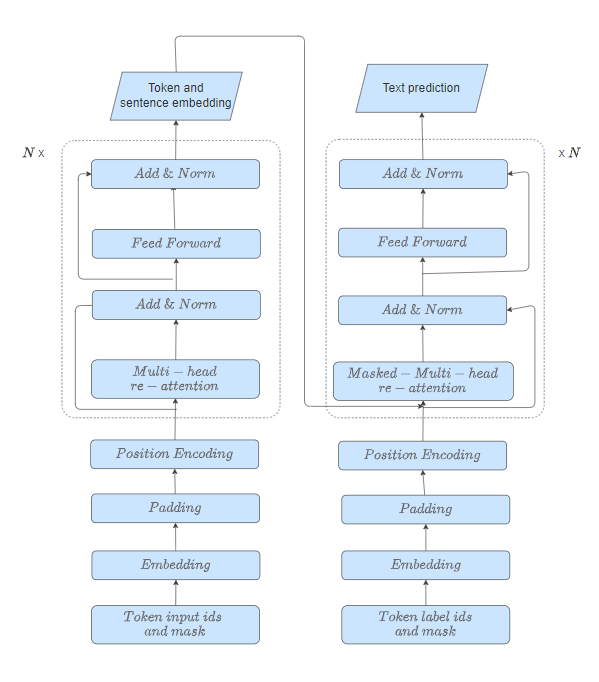 Token and
sentence embedding
N x
Add & Norm
Feed Forward
Add & Norm
Multi – head
re – attention
Position Encoding
Padding
Embedding
Token input ids
and mask
Text prediction
x N
Add & Norm
Feed Forward
Add & Norm
Masked – Multi – head
re – attention
Position Encoding
Padding
Embedding
Token label ids
and mask